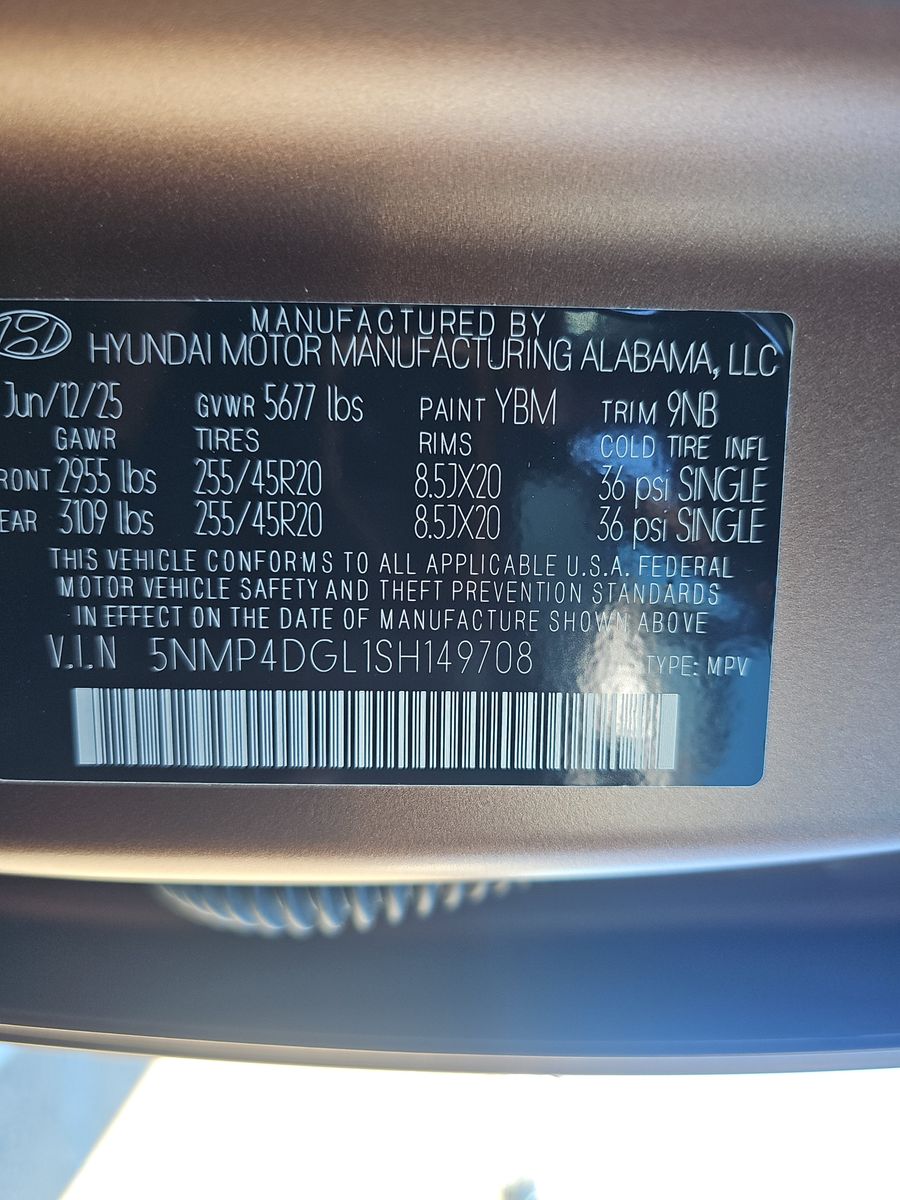 MANUFACTURED BY
HYUNDAI MOTOR MANUFACTURING ALABAMA, LLC
Jun/12/25 GVWR 5677 lbs PAINT YBM TRIM 9NB
GAWR TIRES RIMS COLD TIRE INFL
RONT 2955 lbs 255/45R20 8.5JX20 36 psi SINGLE
EAR 3109 lbs 255/45R20 8.5JX20 36 psi SINGLE
THIS VEHICLE CONFORMS TO ALL APPLICABLE U.S.A. FEDERAL
MOTOR VEHICLE SAFETY AND THEFT PREVENTION STANDARDS
IN EFFECT ON THE DATE OF MANUFACTURE SHOWN ABOVE
V.I.N 5NMP4DGL1SH149708 TYPE: MPV